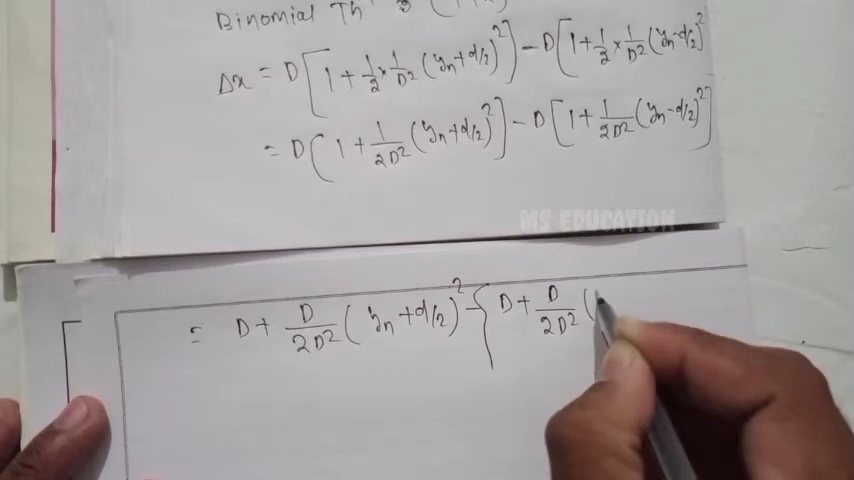 Binomial Th
Δx = D[1 + 1/2 × 1/D² (yn + d/2)²] - D[1 + 1/2 × 1/D² (yn - d/2)²
= D(1 + 1/2D² (yn + d/2)²] - D[1 + 1/2D² (yn - d/2)²]
MS EDUCATION
= D + D/2D² (yn + d/2)² - {D + D/2D² (